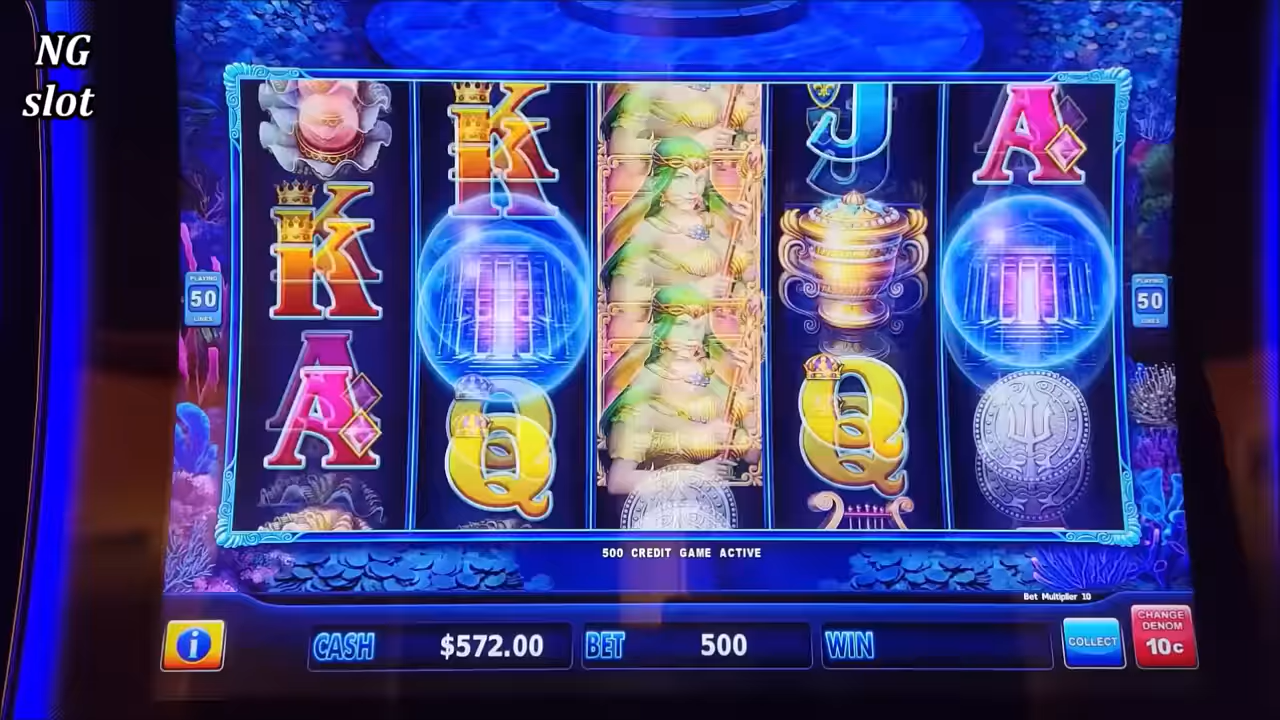 NG
slot
K
K
J
A
K
PLAYING
50
LINES
PLAYING
50
LINES
A
Q
Q
500 CREDIT GAME ACTIVE
Bet Multiplier 10
CASH $572.00 BET 500 WIN
COLLECT
CHANGE
DENOM
10¢